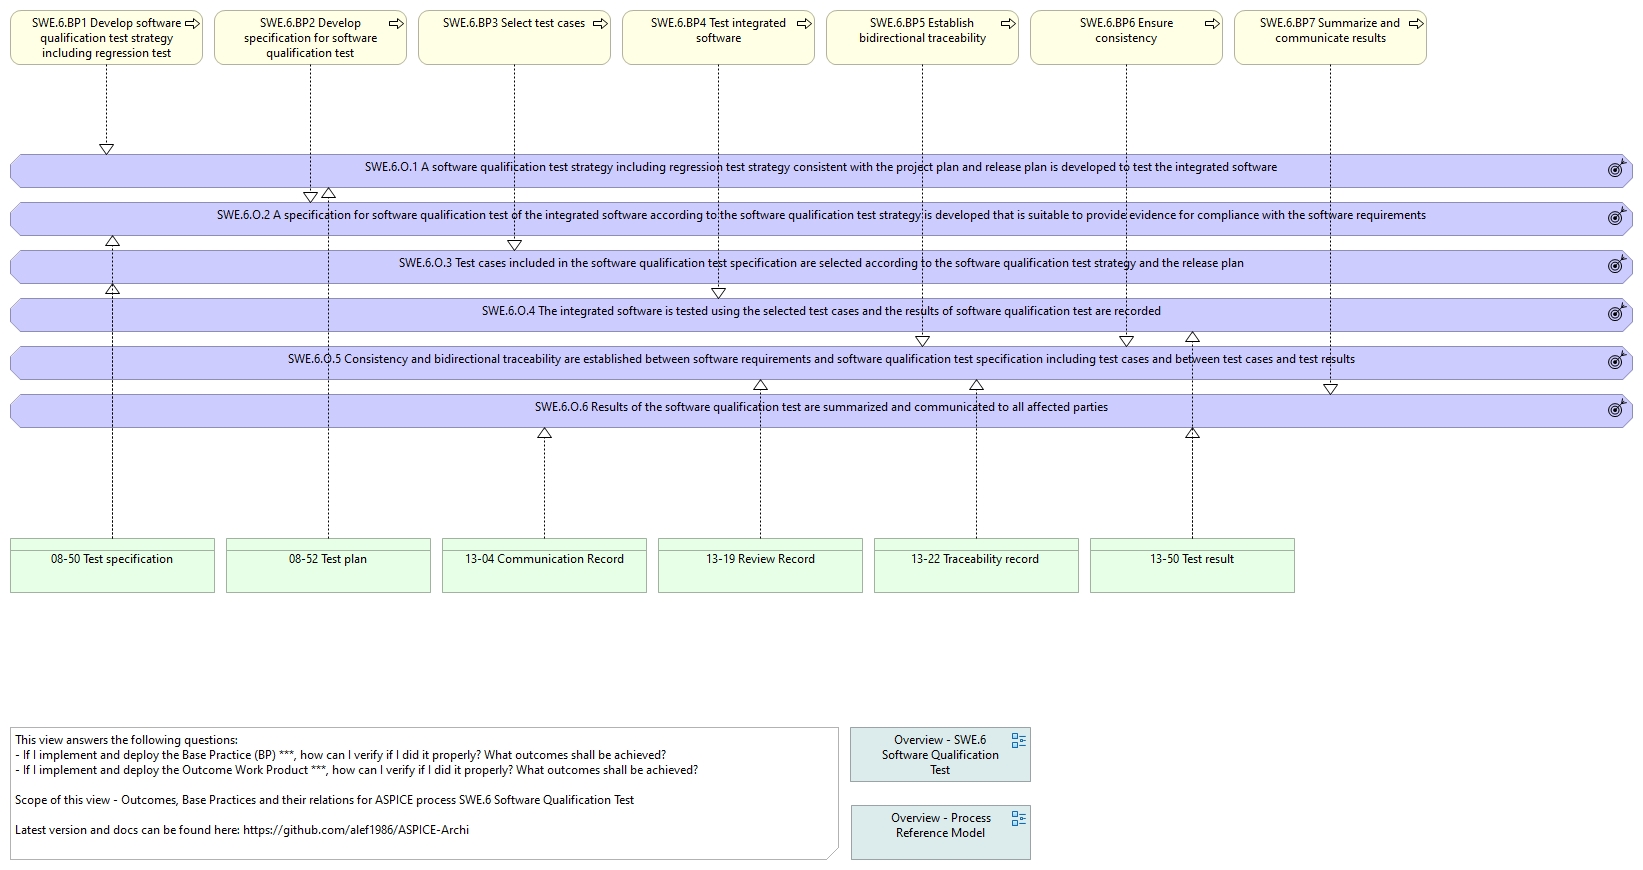 SWE.6.BP1 Develop software
qualification test strategy
including regression test
SWE.6.BP2 Develop
specification for software
qualification test
SWE.6.BP3 Select test cases
SWE.6.BP4 Test integrated
software
SWE.6.BP5 Establish
bidirectional traceability
SWE.6.BP6 Ensure
consistency
SWE.6.BP7 Summarize and
communicate results
SWE.6.O.1 A software qualification test strategy including regression test strategy consistent with the project plan and release plan is developed to test the integrated software
SWE.6.O.2 A specification for software qualification test of the integrated software according to the software qualification test strategy is developed that is suitable to provide evidence for compliance with the software requirements
SWE.6.O.3 Test cases included in the software qualification test specification are selected according to the software qualification test strategy and the release plan
SWE.6.O.4 The integrated software is tested using the selected test cases and the results of software qualification test are recorded
SWE.6.O.5 Consistency and bidirectional traceability are established between software requirements and software qualification test specification including test cases and between test cases and test results
SWE.6.O.6 Results of the software qualification test are summarized and communicated to all affected parties
08-50 Test specification
08-52 Test plan
13-04 Communication Record
13-19 Review Record
13-22 Traceability record
13-50 Test result
This view answers the following questions:
- If I implement and deploy the Base Practice (BP) ***, how can I verify if I did it properly? What outcomes shall be achieved?
- If I implement and deploy the Outcome Work Product ***, how can I verify if I did it properly? What outcomes shall be achieved?
Scope of this view - Outcomes, Base Practices and their relations for ASPICE process SWE.6 Software Qualification Test
Latest version and docs can be found here: https://github.com/alef1986/ASPICE-Archi
Overview - SWE.6
Software Qualification
Test
Overview - Process
Reference Model